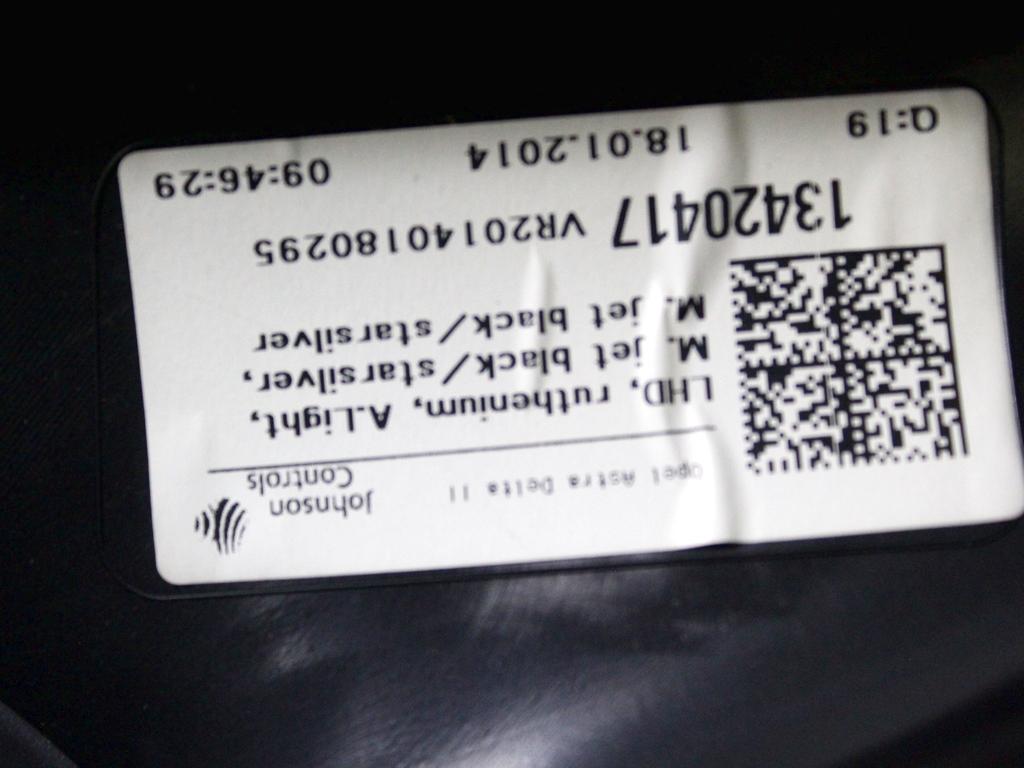 Johnson
Controls
Opel Astra Delta II
LHD, ruthenium, A.Light,
M. jet black/starsilver,
M. jet black/starsilver
13420417 VR20140180295
Q:19 18.01.2014 09:46:29